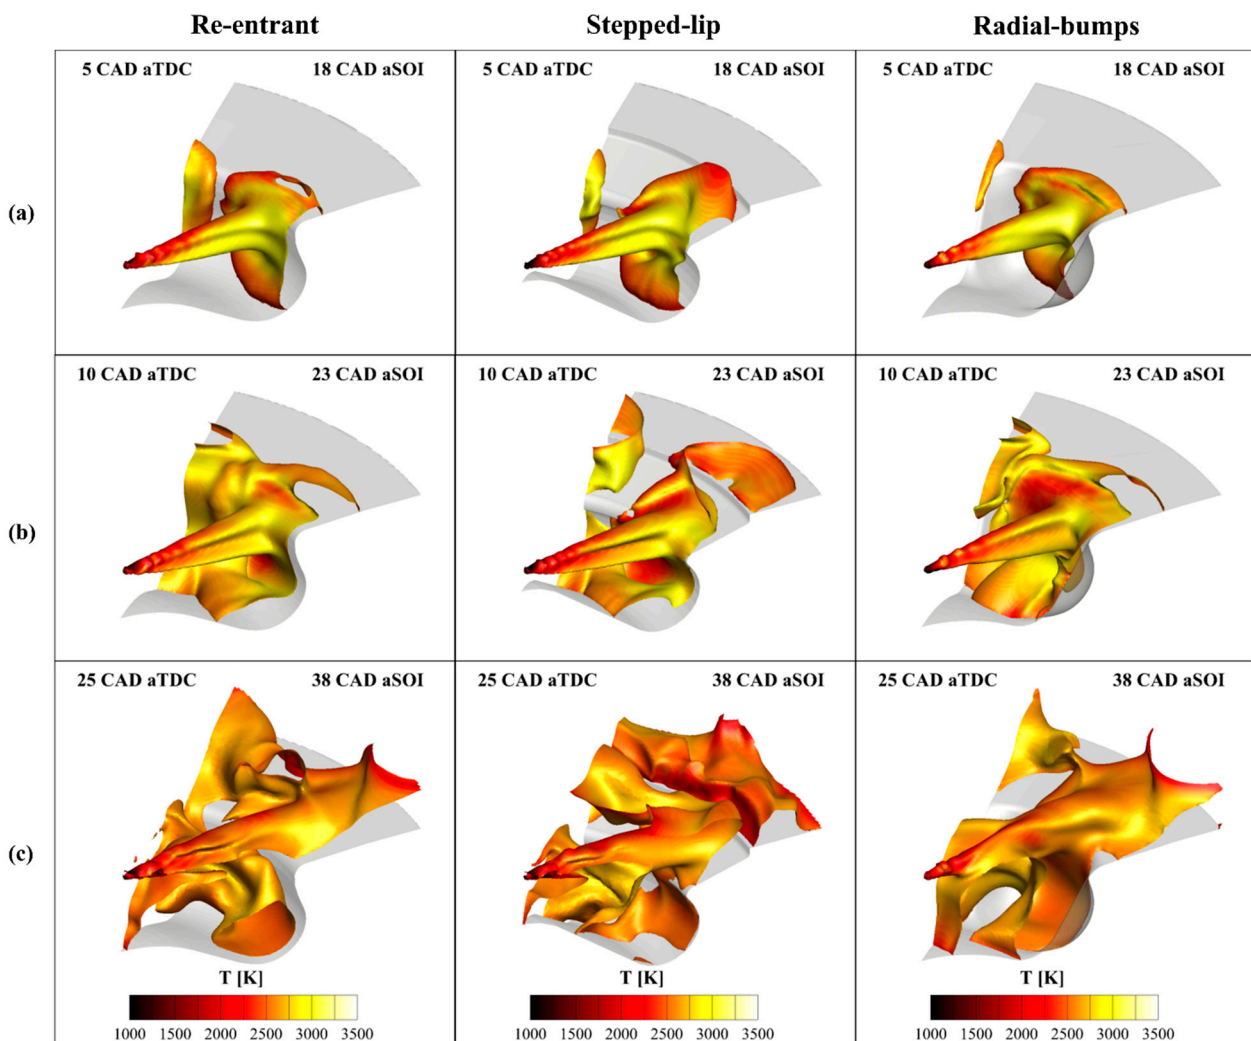 Re-entrant Stepped-lip Radial-bumps
5 CAD aTDC 18 CAD aSOI 5 CAD aTDC 18 CAD aSOI 5 CAD aTDC 18 CAD aSOI
(a)
10 CAD aTDC 23 CAD aSOI 10 CAD aTDC 23 CAD aSOI 10 CAD aTDC 23 CAD aSOI
(b)
25 CAD aTDC 38 CAD aSOI 25 CAD aTDC 38 CAD aSOI 25 CAD aTDC 38 CAD aSOI
(c)
T [K] T [K] T [K]
1000 1500 2000 2500 3000 3500 1000 1500 2000 2500 3000 3500 1000 1500 2000 2500 3000 3500